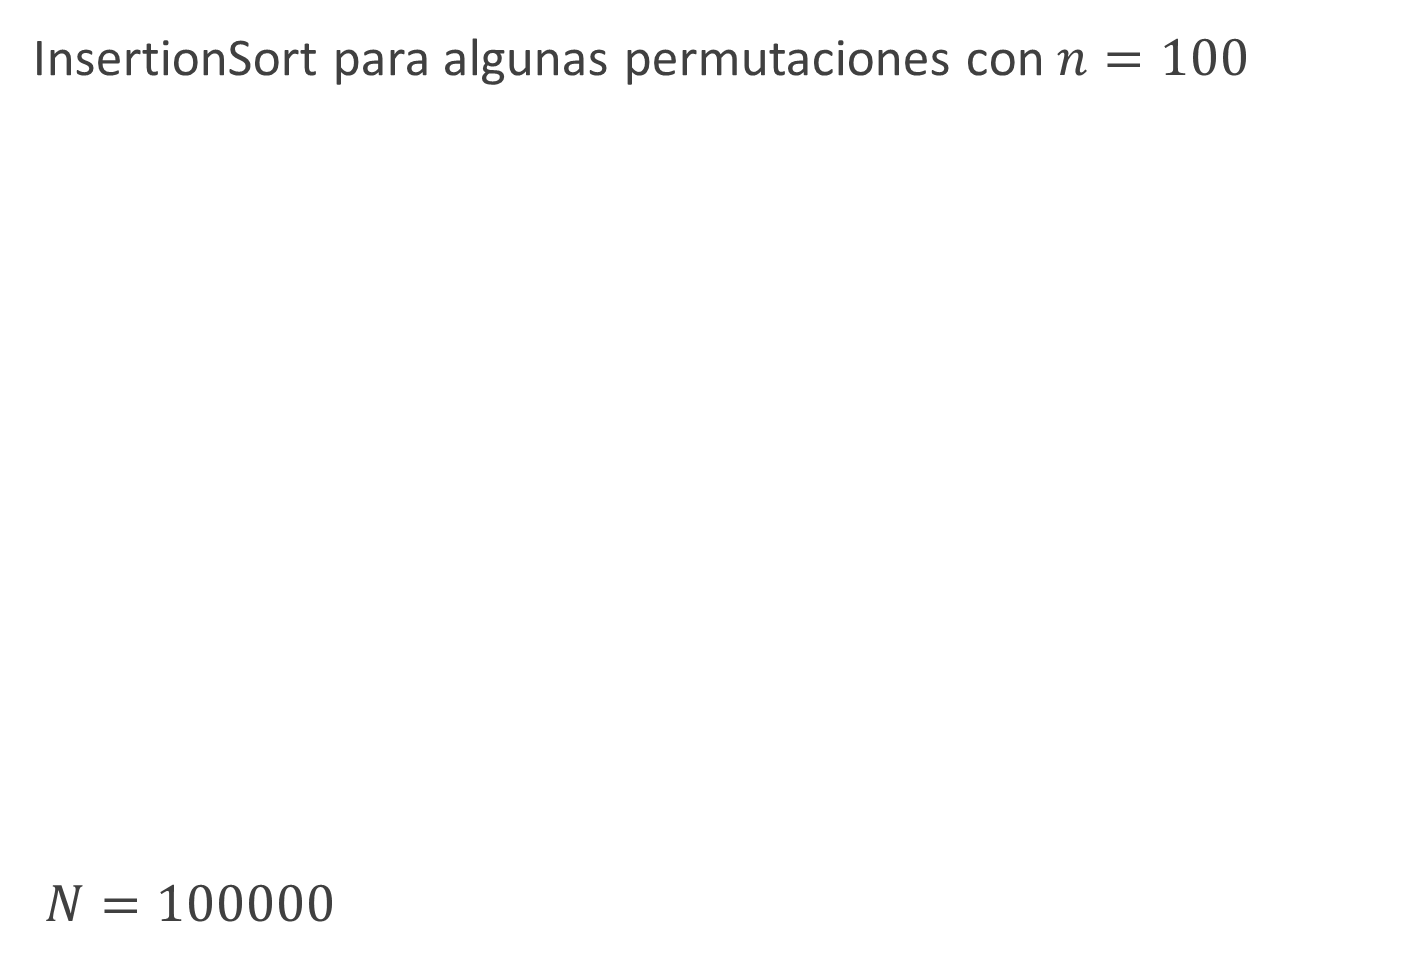 InsertionSort para algunas permutaciones con n = 100
N = 100000